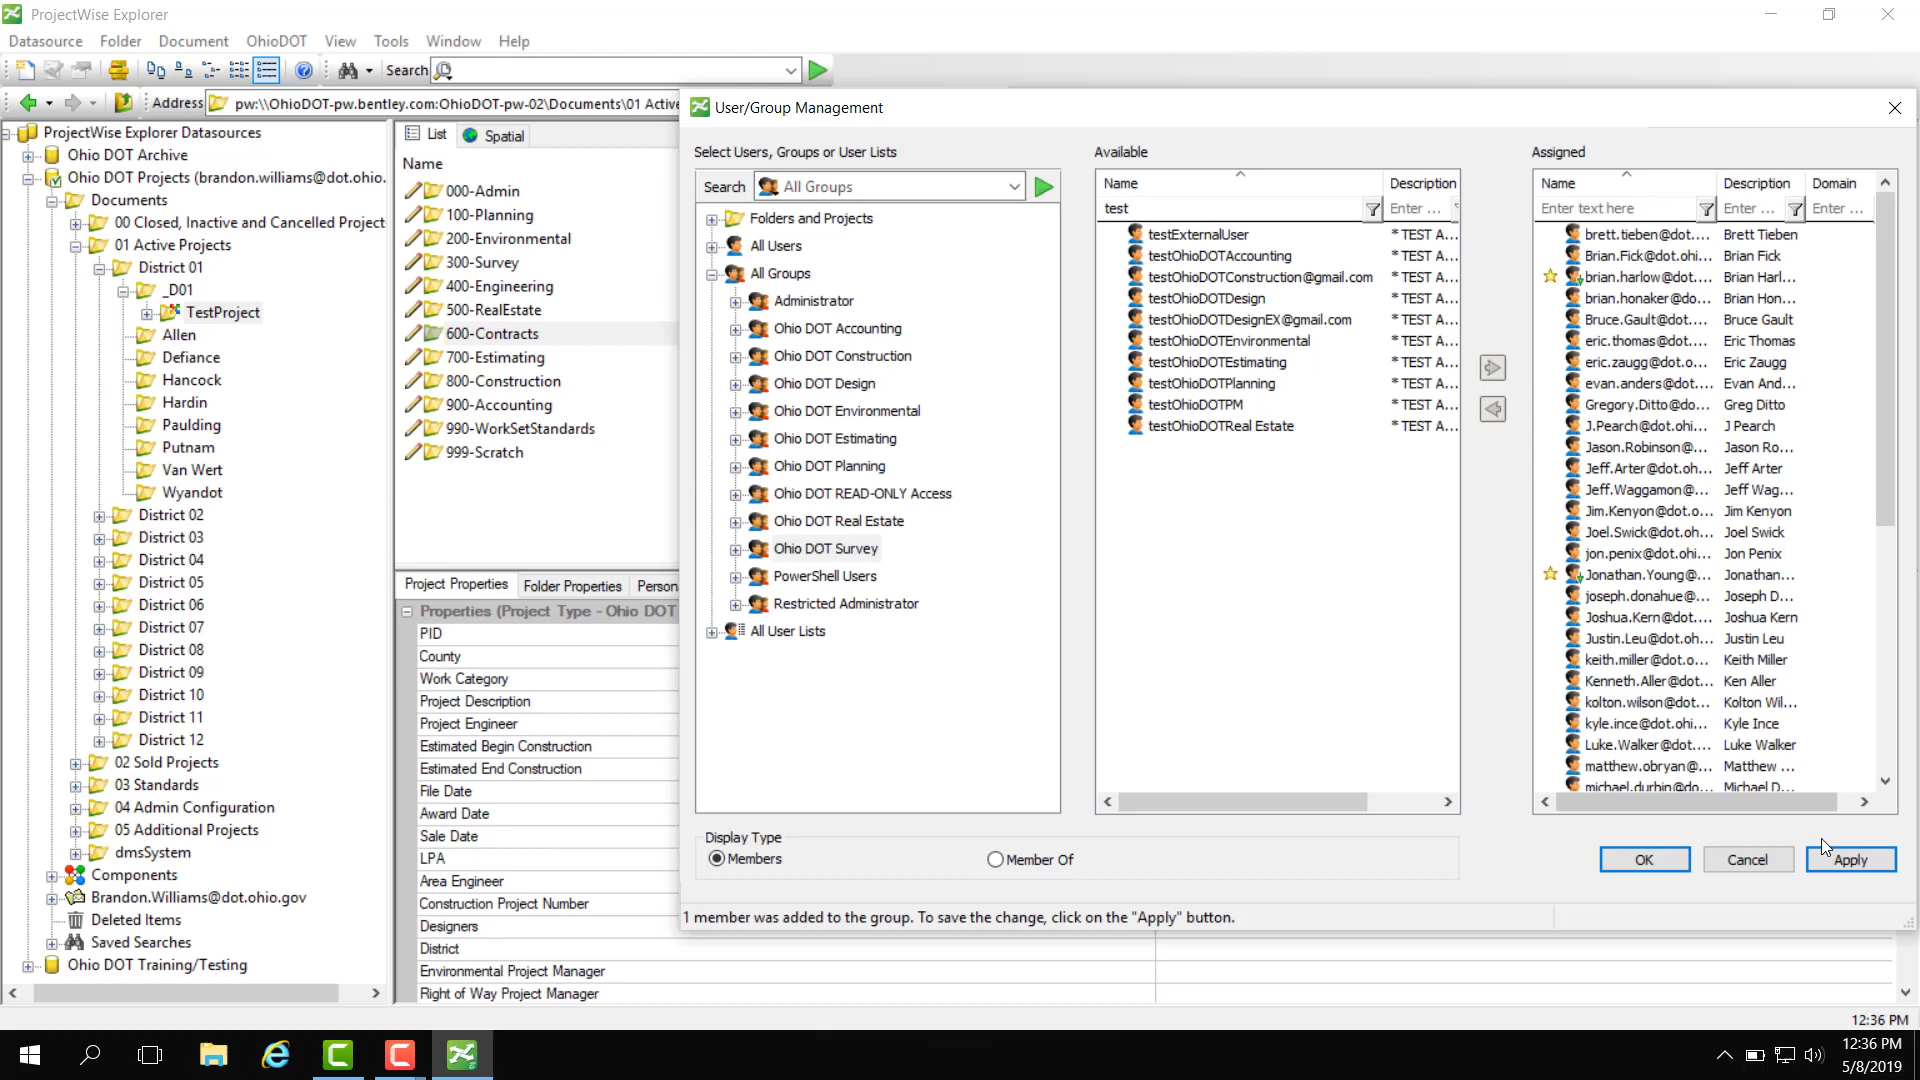 ProjectWise Explorer
Datasource Folder Document OhioDOT View Tools Window Help
Search
Address pw:\\OhioDOT-pw.bentley.com:OhioDOT-pw-02\Documents\01 Active
ProjectWise Explorer Datasources
Ohio DOT Archive
Ohio DOT Projects (brandon.williams@dot.ohio.
Documents
00 Closed, Inactive and Cancelled Project
01 Active Projects
District 01
_D01
TestProject
Allen
Defiance
Hancock
Hardin
Paulding
Putnam
Van Wert
Wyandot
District 02
District 03
District 04
District 05
District 06
District 07
District 08
District 09
District 10
District 11
District 12
02 Sold Projects
03 Standards
04 Admin Configuration
05 Additional Projects
dmsSystem
Components
Brandon.Williams@dot.ohio.gov
Deleted Items
Saved Searches
Ohio DOT Training/Testing
List Spatial
Name
000-Admin
100-Planning
200-Environmental
300-Survey
400-Engineering
500-RealEstate
600-Contracts
700-Estimating
800-Construction
900-Accounting
990-WorkSetStandards
999-Scratch
Project Properties Folder Properties Person
Properties (Project Type - Ohio DOT
PID
County
Work Category
Project Description
Project Engineer
Estimated Begin Construction
Estimated End Construction
File Date
Award Date
Sale Date
LPA
Area Engineer
Construction Project Number
Designers
District
Environmental Project Manager
Right of Way Project Manager
User/Group Management
Select Users, Groups or User Lists
Search All Groups
Folders and Projects
All Users
All Groups
Administrator
Ohio DOT Accounting
Ohio DOT Construction
Ohio DOT Design
Ohio DOT Environmental
Ohio DOT Estimating
Ohio DOT Planning
Ohio DOT READ-ONLY Access
Ohio DOT Real Estate
Ohio DOT Survey
PowerShell Users
Restricted Administrator
All User Lists
Available
Name Description
test Enter ...
testExternalUser * TEST A...
testOhioDOTAccounting * TEST A...
testOhioDOTConstruction@gmail.com * TEST A...
testOhioDOTDesign * TEST A...
testOhioDOTDesignEX@gmail.com * TEST A...
testOhioDOTEnvironmental * TEST A...
testOhioDOTEstimating * TEST A...
testOhioDOTPlanning * TEST A...
testOhioDOTPM * TEST A...
testOhioDOTReal Estate * TEST A...
Assigned
Name Description Domain
Enter text here Enter ... Enter ...
brett.tieben@dot.... Brett Tieben
Brian.Fick@dot.ohi... Brian Fick
brian.harlow@dot.... Brian Harl...
brian.honaker@do... Brian Hon...
Bruce.Gault@dot.... Bruce Gault
eric.thomas@dot.... Eric Thomas
eric.zaugg@dot.o... Eric Zaugg
evan.anders@dot.... Evan And...
Gregory.Ditto@do... Greg Ditto
J.Pearch@dot.ohi... J Pearch
Jason.Robinson@... Jason Ro...
Jeff.Arter@dot.oh... Jeff Arter
Jeff.Waggamon@... Jeff Wag...
Jim.Kenyon@dot.o... Jim Kenyon
Joel.Swick@dot.oh... Joel Swick
jon.penix@dot.ohi... Jon Penix
Jonathan.Young@... Jonathan...
joseph.donahue@... Joseph D...
Joshua.Kern@dot.... Joshua Kern
Justin.Leu@dot.oh... Justin Leu
keith.miller@dot.o... Keith Miller
Kenneth.Aller@dot... Ken Aller
kolton.wilson@dot... Kolton Wil...
kyle.ince@dot.ohi... Kyle Ince
Luke.Walker@dot.... Luke Walker
matthew.obryan@... Matthew ...
michael.durbin@do... Michael D...
Display Type
Members Member Of
OK Cancel Apply
1 member was added to the group. To save the change, click on the "Apply" button.
12:36 PM
12:36 PM
5/8/2019